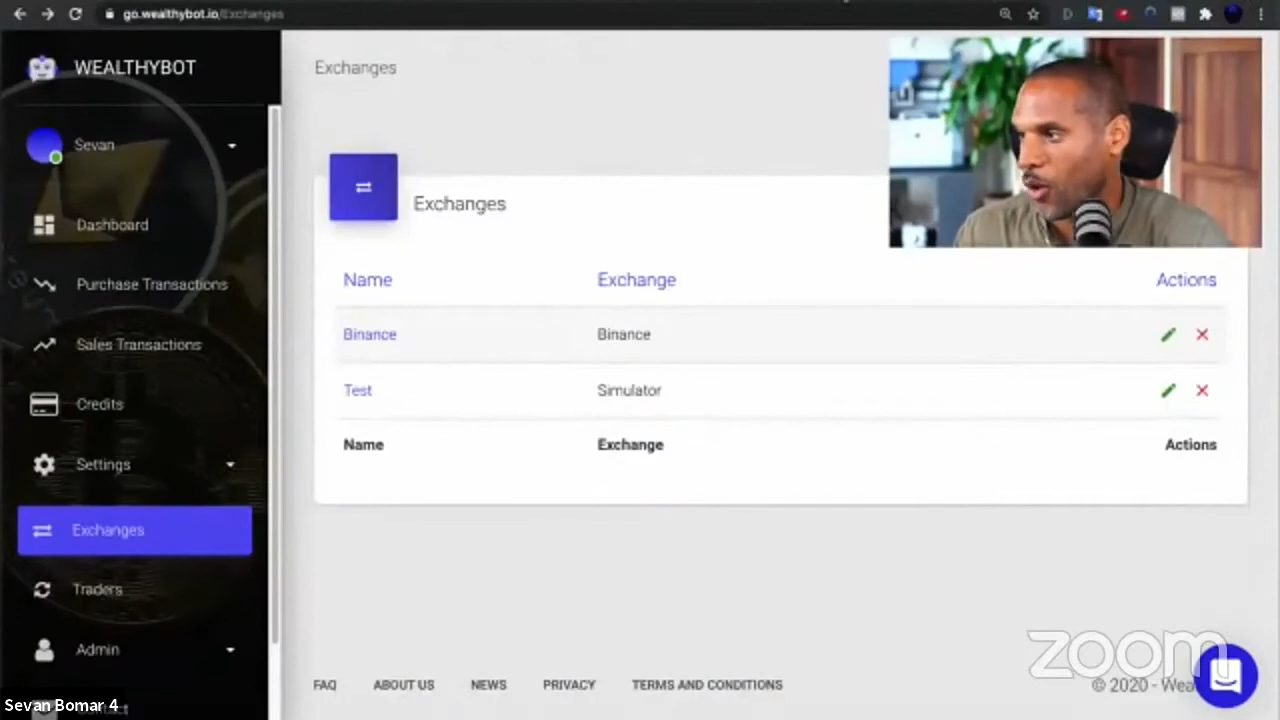 go.wealthybot.io/Exchanges
WEALTHYBOT
Exchanges
Sevan
Exchanges
Dashboard
Name Exchange Actions
Purchase Transactions
Binance Binance
Sales Transactions
Test Simulator
Credits
Name Exchange Actions
Settings
Exchanges
Traders
Admin
zoom
FAQ ABOUT US NEWS PRIVACY TERMS AND CONDITIONS
© 2020 - Wea
Contact
Sevan Bomar 4